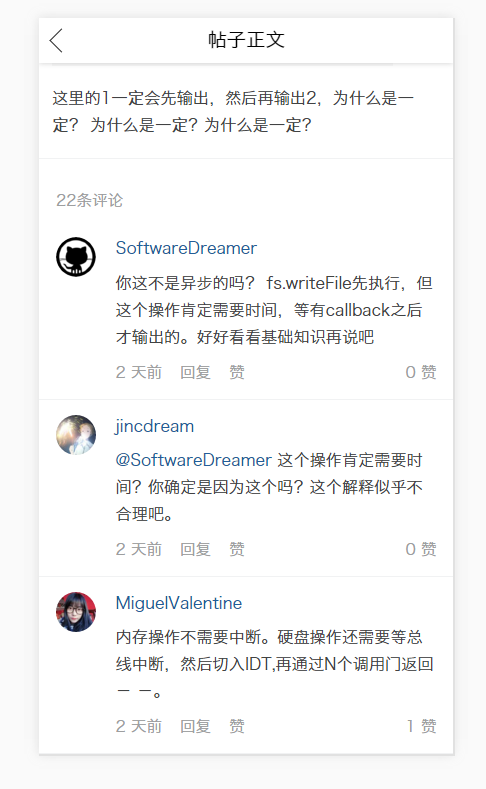 帖子正文
这里的1一定会先输出，然后再输出2，为什么是一
定？ 为什么是一定？为什么是一定？
22条评论
SoftwareDreamer
你这不是异步的吗？ fs.writeFile先执行，但
这个操作肯定需要时间，等有callback之后
才输出的。好好看看基础知识再说吧
2 天前 回复 赞 0 赞
jincdream
@SoftwareDreamer 这个操作肯定需要时
间？你确定是因为这个吗？这个解释似乎不
合理吧。
2 天前 回复 赞 0 赞
MiguelValentine
内存操作不需要中断。硬盘操作还需要等总
线中断，然后切入IDT,再通过N个调用门返回
－ －。
2 天前 回复 赞 1 赞